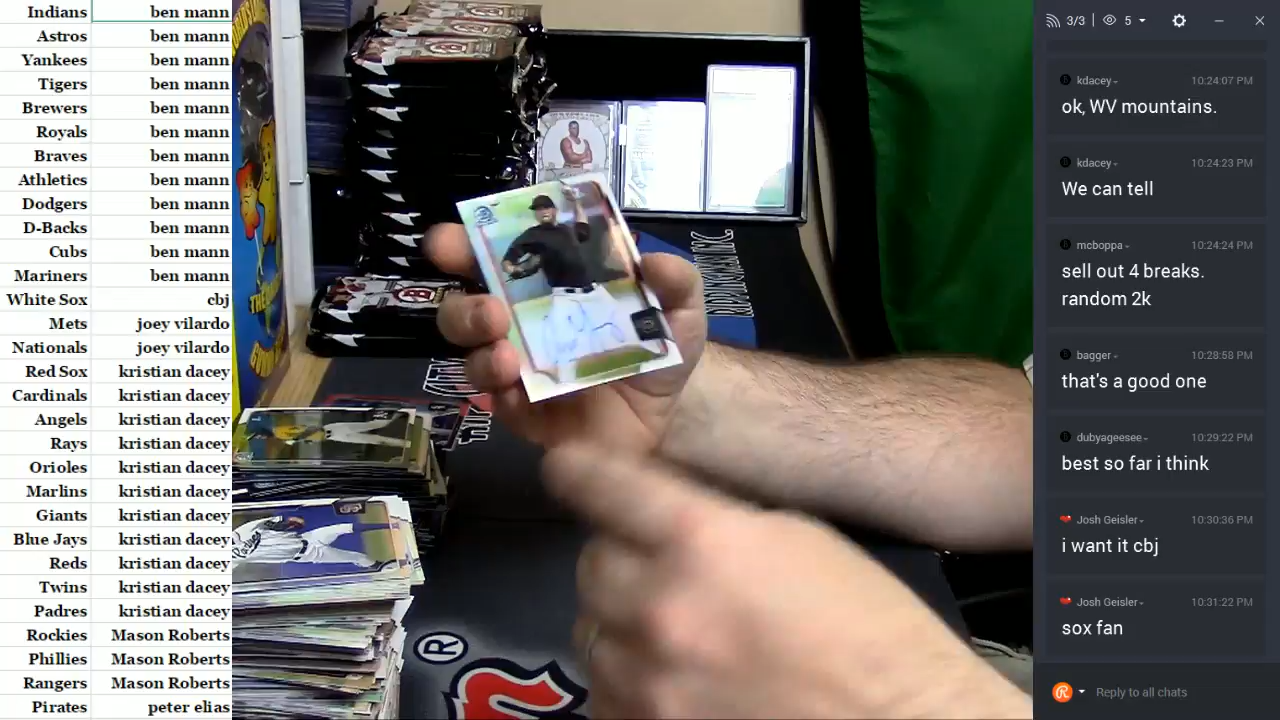 Indians ben mann
Astros ben mann
Yankees ben mann
Tigers ben mann
Brewers ben mann
Royals ben mann
Braves ben mann
Athletics ben mann
Dodgers ben mann
D-Backs ben mann
Cubs ben mann
Mariners ben mann
White Sox cbj
Mets joey vilardo
Nationals joey vilardo
Red Sox kristian dacey
Cardinals kristian dacey
Angels kristian dacey
Rays kristian dacey
Orioles kristian dacey
Marlins kristian dacey
Giants kristian dacey
Blue Jays kristian dacey
Reds kristian dacey
Twins kristian dacey
Padres kristian dacey
Rockies Mason Roberts
Phillies Mason Roberts
Rangers Mason Roberts
Pirates peter elias
®
3/3 5
kdacey 10:24:07 PM
ok, WV mountains.
kdacey 10:24:23 PM
We can tell
mcboppa 10:24:24 PM
sell out 4 breaks.
random 2k
bagger 10:28:58 PM
that's a good one
dubyageesee 10:29:22 PM
best so far i think
Josh Geisler 10:30:36 PM
i want it cbj
Josh Geisler 10:31:22 PM
sox fan
Reply to all chats